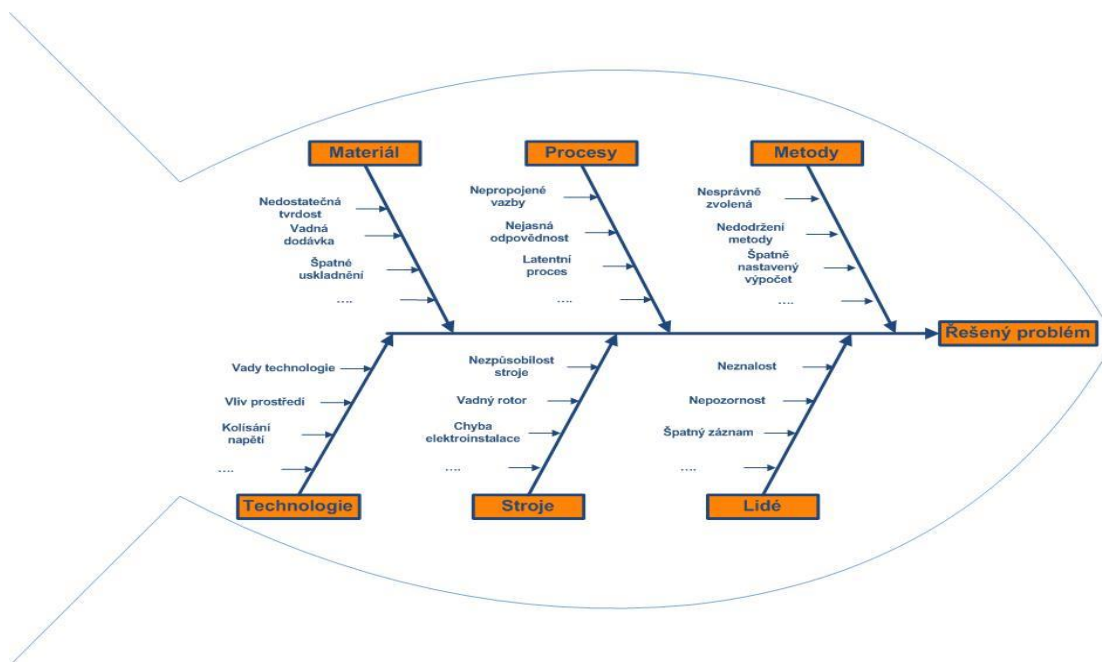 Materiál
Procesy
Metody
Nedostatečná
tvrdost
Vadná
dodávka
Špatné
uskladnění
....
Nepropojené
vazby
Nejasná
odpovědnost
Latentní
proces
....
Nesprávně
zvolená
Nedodržení
metody
Špatně
nastavený
výpočet
....
Řešený problém
Vady technologie
Vliv prostředí
Kolísání
napětí
....
Nezpůsobilost
stroje
Vadný rotor
Chyba
elektroinstalace
....
Neznalost
Nepozornost
Špatný záznam
....
Technologie
Stroje
Lidé